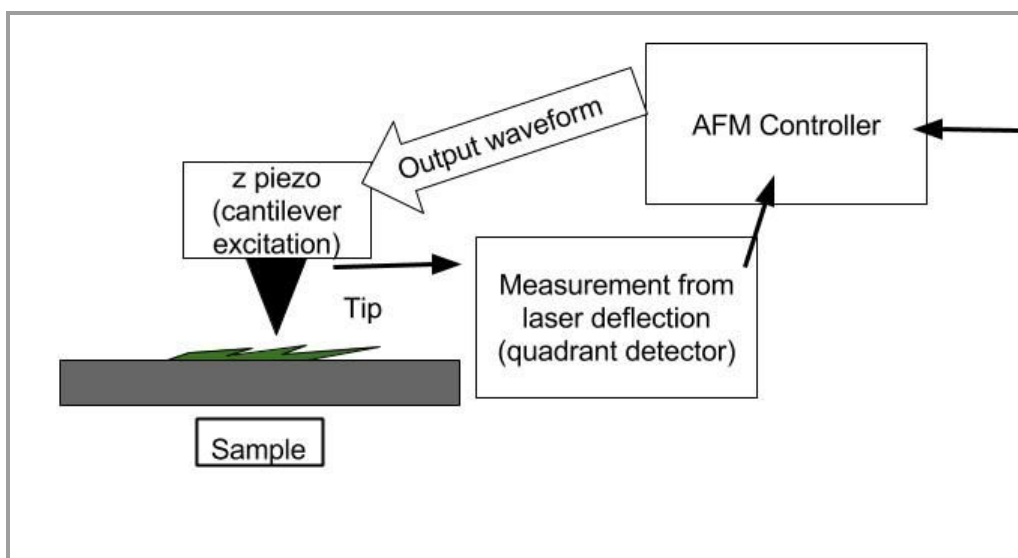 AFM Controller
Output waveform
z piezo
(cantilever
excitation)
Measurement from
laser deflection
(quadrant detector)
Tip
Sample